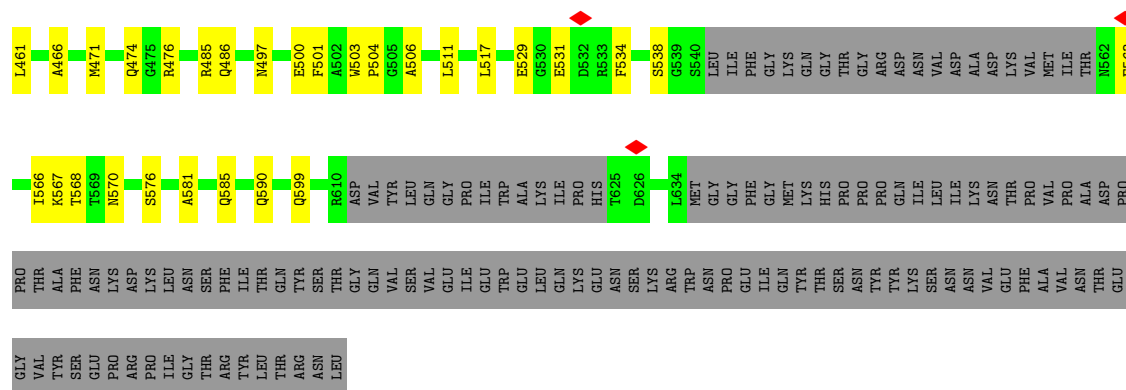 L461 A466 M471 Q474 G475 R476 R485 Q486 N497 E500 F501 A502 W503 P504 G505 A506 L511 L517 E529 G530 E531 D532 R533 F534 S538 G539 S540 LEU ILE PHE GLY LYS GLN GLY THR GLY ARG ASP ASN VAL ASP ALA ASP LYS VAL MET ILE THR N562
I566 K567 T568 T569 N570 S576 A581 Q585 Q590 Q599 R610 ASP VAL TYR LEU GLN GLY PRO ILE TRP ALA LYS ILE PRO HIS T625 D626 L634 MET GLY GLY PHE GLY MET LYS HIS PRO PRO PRO GLN ILE LEU ILE LYS ASN THR PRO VAL PRO ALA ASP PRO
PRO THR ALA PHE ASN LYS ASP LYS LEU ASN SER PHE ILE THR GLN TYR SER THR GLY GLN VAL SER VAL GLU ILE GLU TRP GLU LEU GLN LYS GLU ASN SER LYS ARG TRP ASN PRO GLU ILE GLN TYR THR SER ASN TYR TYR LYS SER ASN ASN VAL GLU PHE ALA VAL ASN THR GLU
GLY VAL TYR SER GLU PRO ARG PRO ILE GLY THR ARG TYR LEU THR ARG ASN LEU